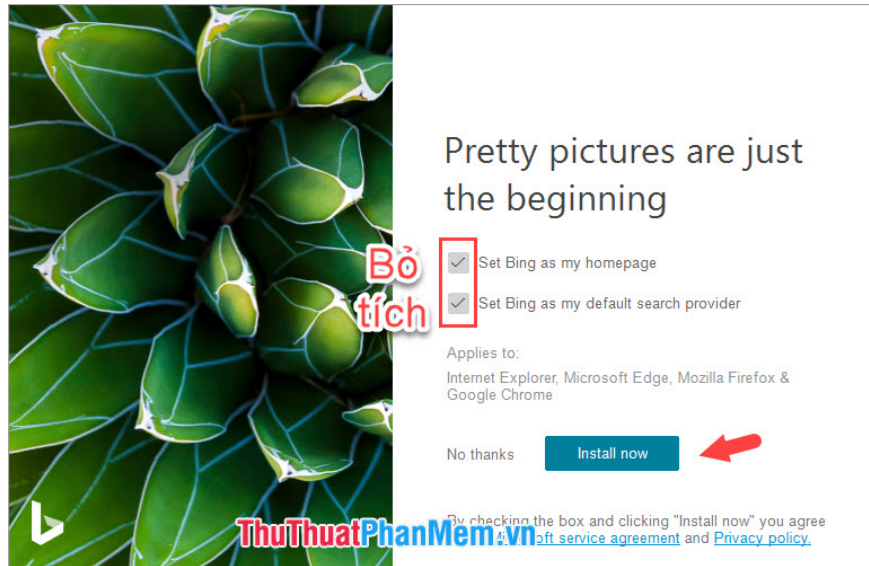 Pretty pictures are just
the beginning
Bỏ
tích
Set Bing as my homepage
Set Bing as my default search provider
Applies to:
Internet Explorer, Microsoft Edge, Mozilla Firefox &
Google Chrome
No thanks
Install now
By checking the box and clicking "Install now" you agree
ThuThuatPhanMem.vn
oft service agreement and Privacy policy.